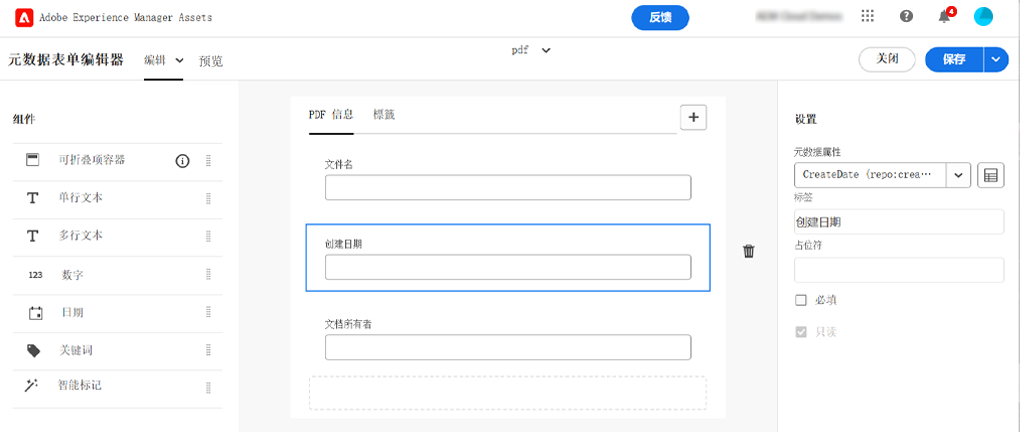 Adobe Experience Manager Assets
反馈
4
元数据表单编辑器
编辑
预览
pdf
关闭
保存
组件
可折叠项容器
T 单行文本
T 多行文本
123 数字
日期
关键词
智能标记
PDF 信息
標籤
+
文件名
创建日期
文档所有者
设置
元数据属性
CreateDate (repo:crea…
标签
创建日期
占位符
必填
只读